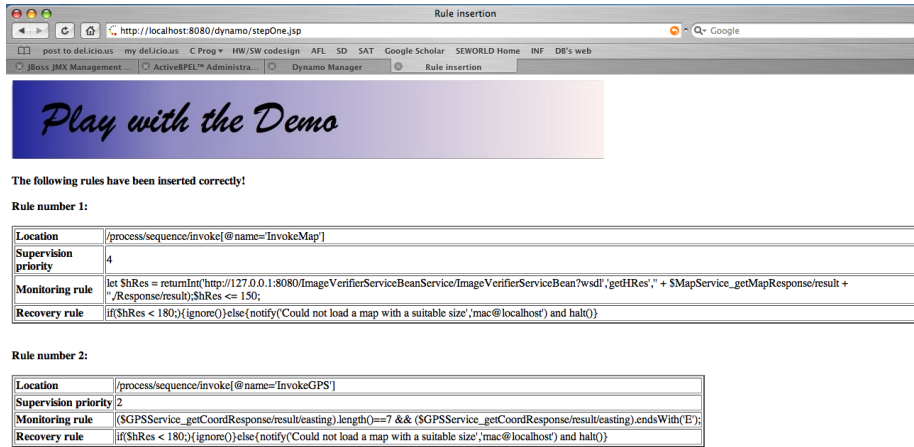 Rule insertion
http://localhost:8080/dynamo/stepOne.jsp
Google
post to del.icio.us my del.icio.us C Prog HW/SW codesign AFL SD SAT Google Scholar SEWORLD Home INF DB's web
JBoss JMX Management ... ActiveBPEL™ Administra... Dynamo Manager Rule insertion
Play with the Demo
The following rules have been inserted correctly!
Rule number 1:
Location /process/sequence/invoke[@name='InvokeMap']
Supervision priority 4
Monitoring rule let $hRes = returnInt('http://127.0.0.1:8080/ImageVerifierServiceBeanService/ImageVerifierServiceBean?wsdl','getHRes','' + $MapService_getMapResponse/result +
'',/Response/result);$hRes <= 150;
Recovery rule if($hRes < 180;){ignore()}else{notify('Could not load a map with a suitable size','mac@localhost') and halt()}
Rule number 2:
Location /process/sequence/invoke[@name='InvokeGPS']
Supervision priority 2
Monitoring rule ($GPSService_getCoordResponse/result/easting).length()==7 && ($GPSService_getCoordResponse/result/easting).endsWith('E');
Recovery rule if($hRes < 180;){ignore()}else{notify('Could not load a map with a suitable size','mac@localhost') and halt()}